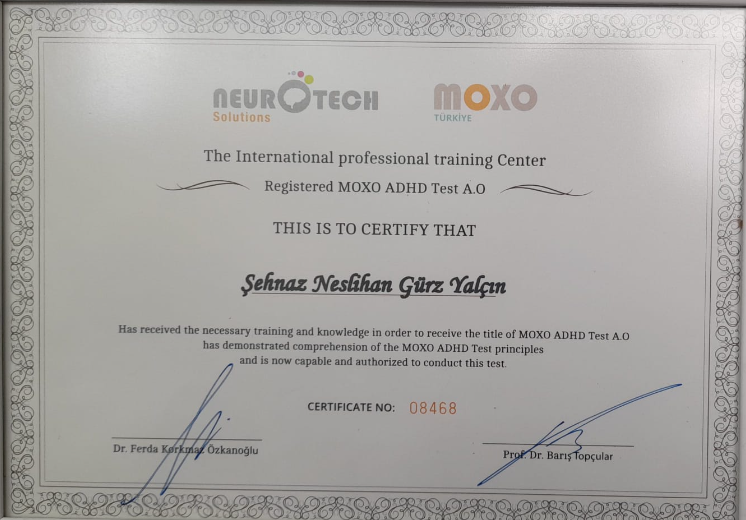 NEUROTECH
Solutions
MOXO
TÜRKİYE
The International professional training Center
Registered MOXO ADHD Test A.O
THIS IS TO CERTIFY THAT
Şehnaz Neslihan Gürz Yalçın
Has received the necessary training and knowledge in order to receive the title of MOXO ADHD Test A.O
has demonstrated comprehension of the MOXO ADHD Test principles
and is now capable and authorized to conduct this test.
CERTIFICATE NO: 08468
Dr. Ferda Korkmaz Özkanoğlu
Prof. Dr. Barış Topçular